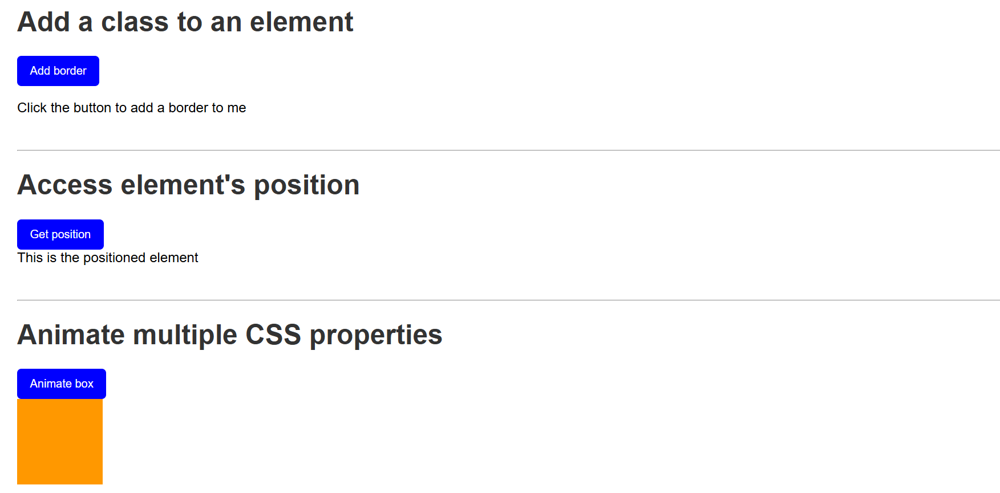 Add a class to an element
Add border
Click the button to add a border to me
Access element's position
Get position
This is the positioned element
Animate multiple CSS properties
Animate box